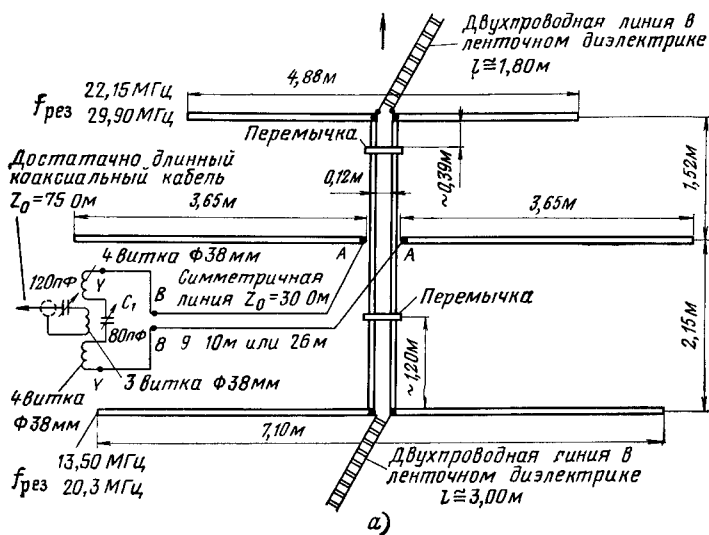 Двухпроводная линия в
ленточном диэлектрике
l≅1,80м
4,88м
22,15 МГц
fрез 29,90 МГц
Перемычка
~0,39м
1,52м
Достаточно длинный
коаксиальный кабель
Z0=75 Ом
0,12м
3,65м
3,65м
A
A
4 витка Ф38мм
120пФ
Y
C1
80пФ
Y
Симметричная
линия Z0=30 Ом
B
B
9 10м или 26м
Перемычка
2,15м
3 витка Ф38мм
~1,20м
4 витка
Ф38мм
7,10м
13,50 МГц
fрез 20,3 МГц
Двухпроводная линия в
ленточном диэлектрике
l≅3,00м
а)